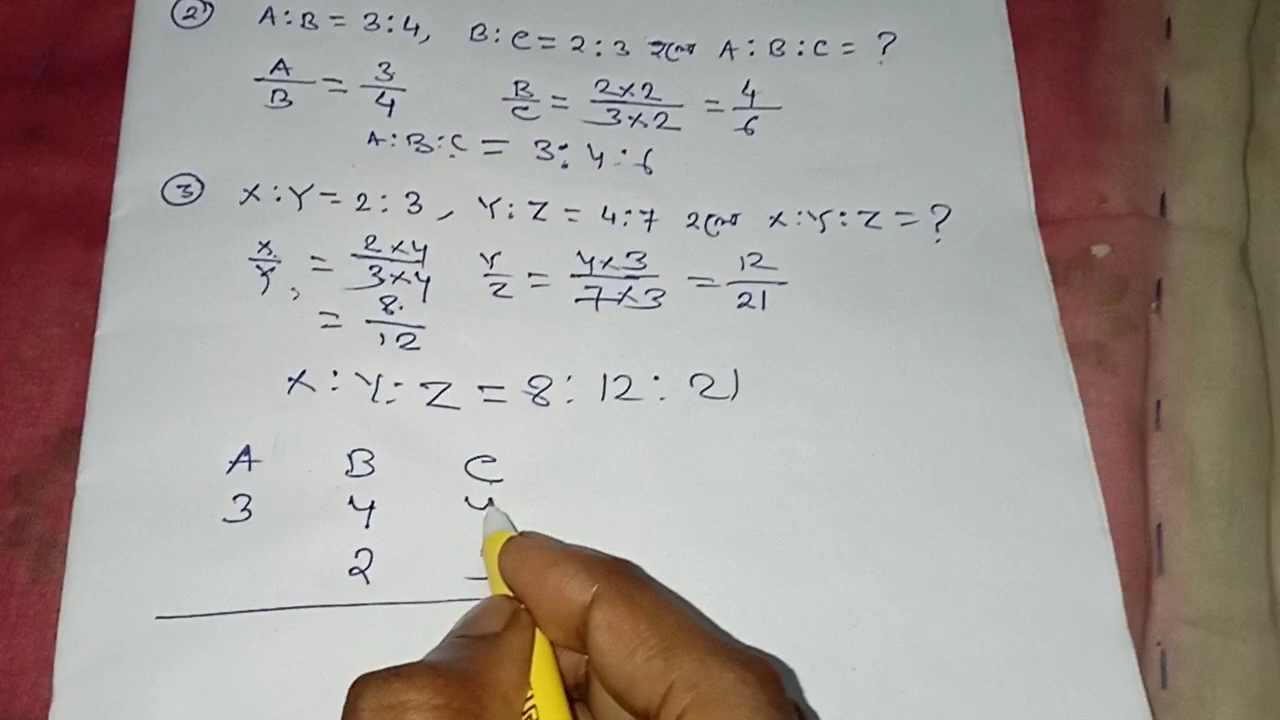 ② A:B = 3:4, B:C = 2:3 হলে A:B:C = ?
A/B = 3/4 B/C = 2×2/3×2 = 4/6
A:B:C = 3:4:6
③ X:Y = 2:3, Y:Z = 4:7 হলে X:Y:Z = ?
X/Y, = 2×4/3×4 Y/Z = 4×3/7×3 = 12/21
= 8/12
X:Y:Z = 8:12:21
A B C
3 4 4
2